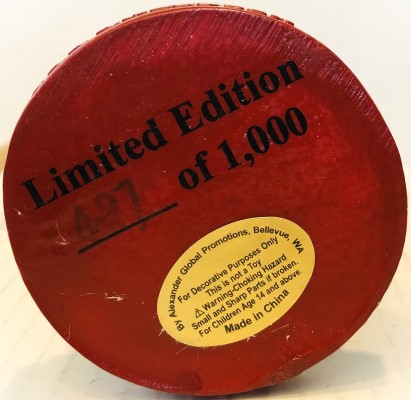 Limited Edition
487 of 1,000
By Alexander Global Promotions, Bellevue, WA
For Decorative Purposes Only
This is not a Toy
⚠Warning-Choking Hazard
Small and Sharp Parts if broken.
For Children Age 14 and above.
Made in China